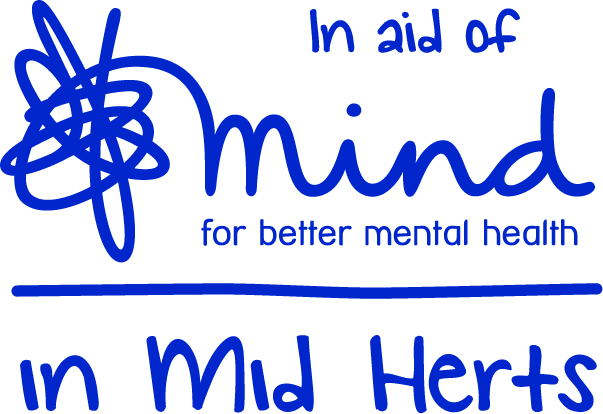 In aid of
mind
for better mental health
in Mid Herts